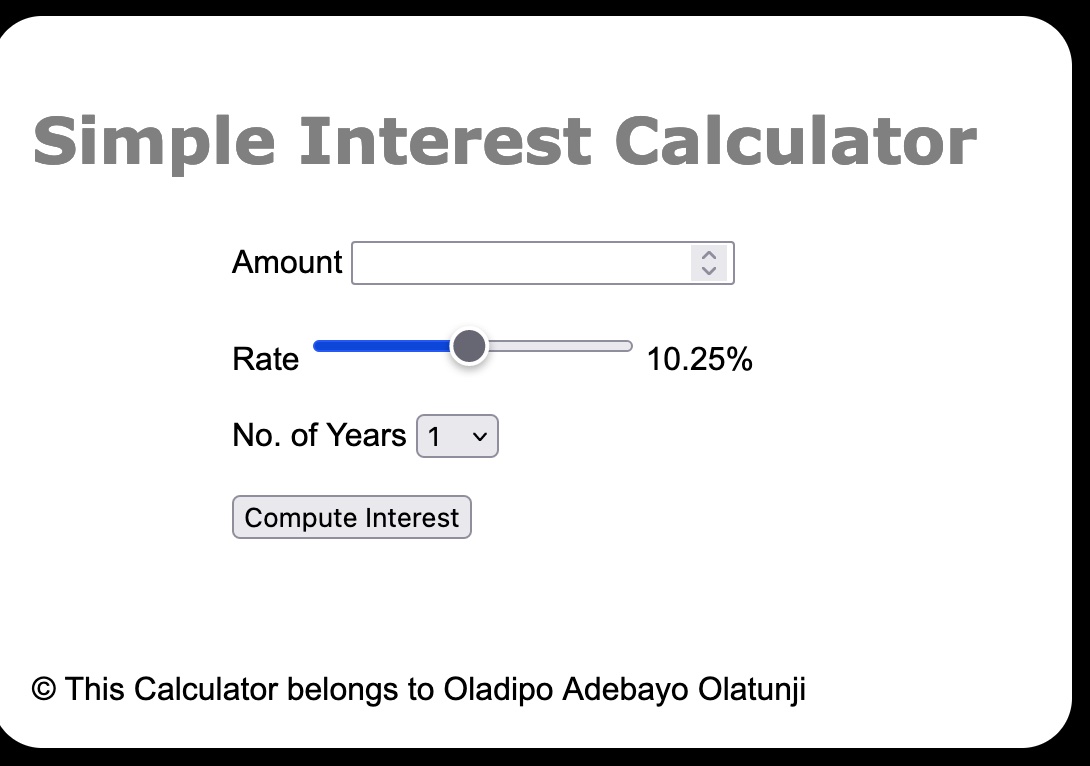 Simple Interest Calculator
Amount
Rate 10.25%
No. of Years 1
Compute Interest
© This Calculator belongs to Oladipo Adebayo Olatunji